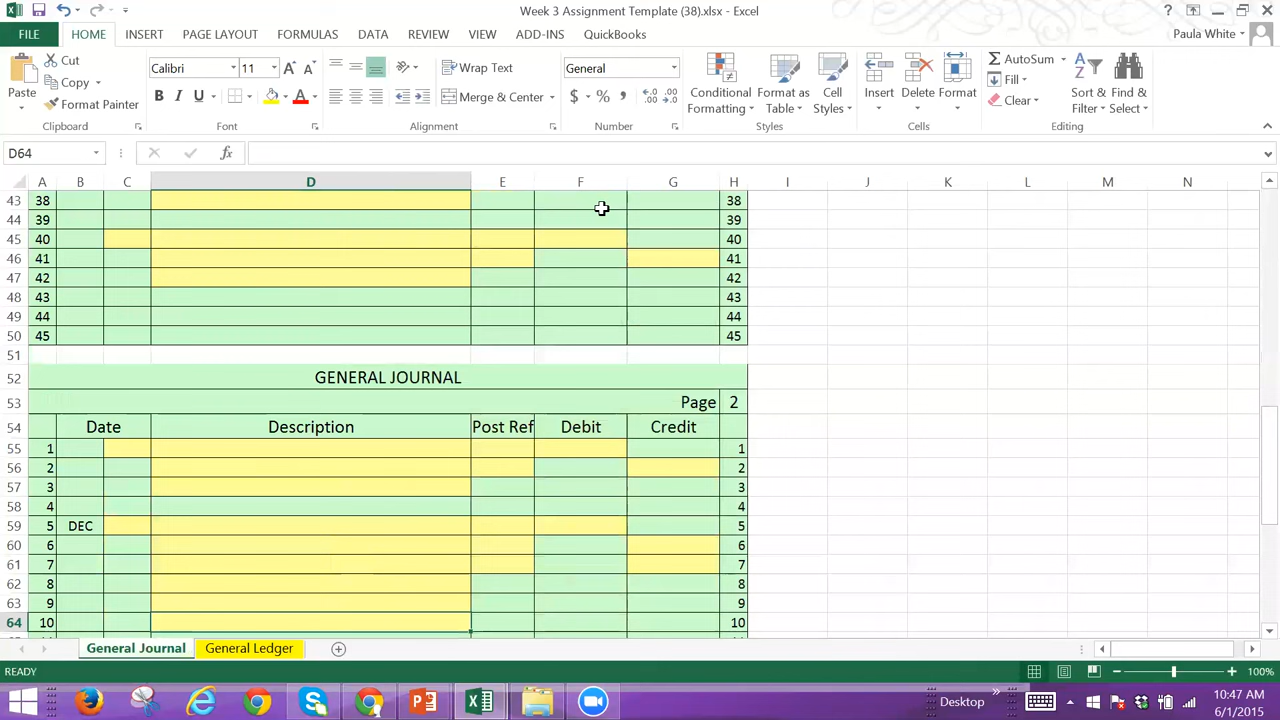 Week 3 Assignment Template (38).xlsx - Excel
FILE HOME INSERT PAGE LAYOUT FORMULAS DATA REVIEW VIEW ADD-INS QuickBooks Paula White
Paste Cut Copy Format Painter Clipboard
Calibri 11 B I U A Font
Wrap Text Merge & Center Alignment
General $ % , Number
Conditional Formatting Format as Table Cell Styles Styles
Insert Delete Format Cells
AutoSum Fill Clear Sort & Filter Find & Select Editing
D64 fx
A B C D E F G H I J K L M N
43 38 38
44 39 39
45 40 40
46 41 41
47 42 42
48 43 43
49 44 44
50 45 45
51
52 GENERAL JOURNAL
53 Page 2
54 Date Description Post Ref Debit Credit
55 1 1
56 2 2
57 3 3
58 4 4
59 5 DEC 5
60 6 6
61 7 7
62 8 8
63 9 9
64 10 10
General Journal General Ledger
READY 100%
Desktop 10:47 AM
6/1/2015